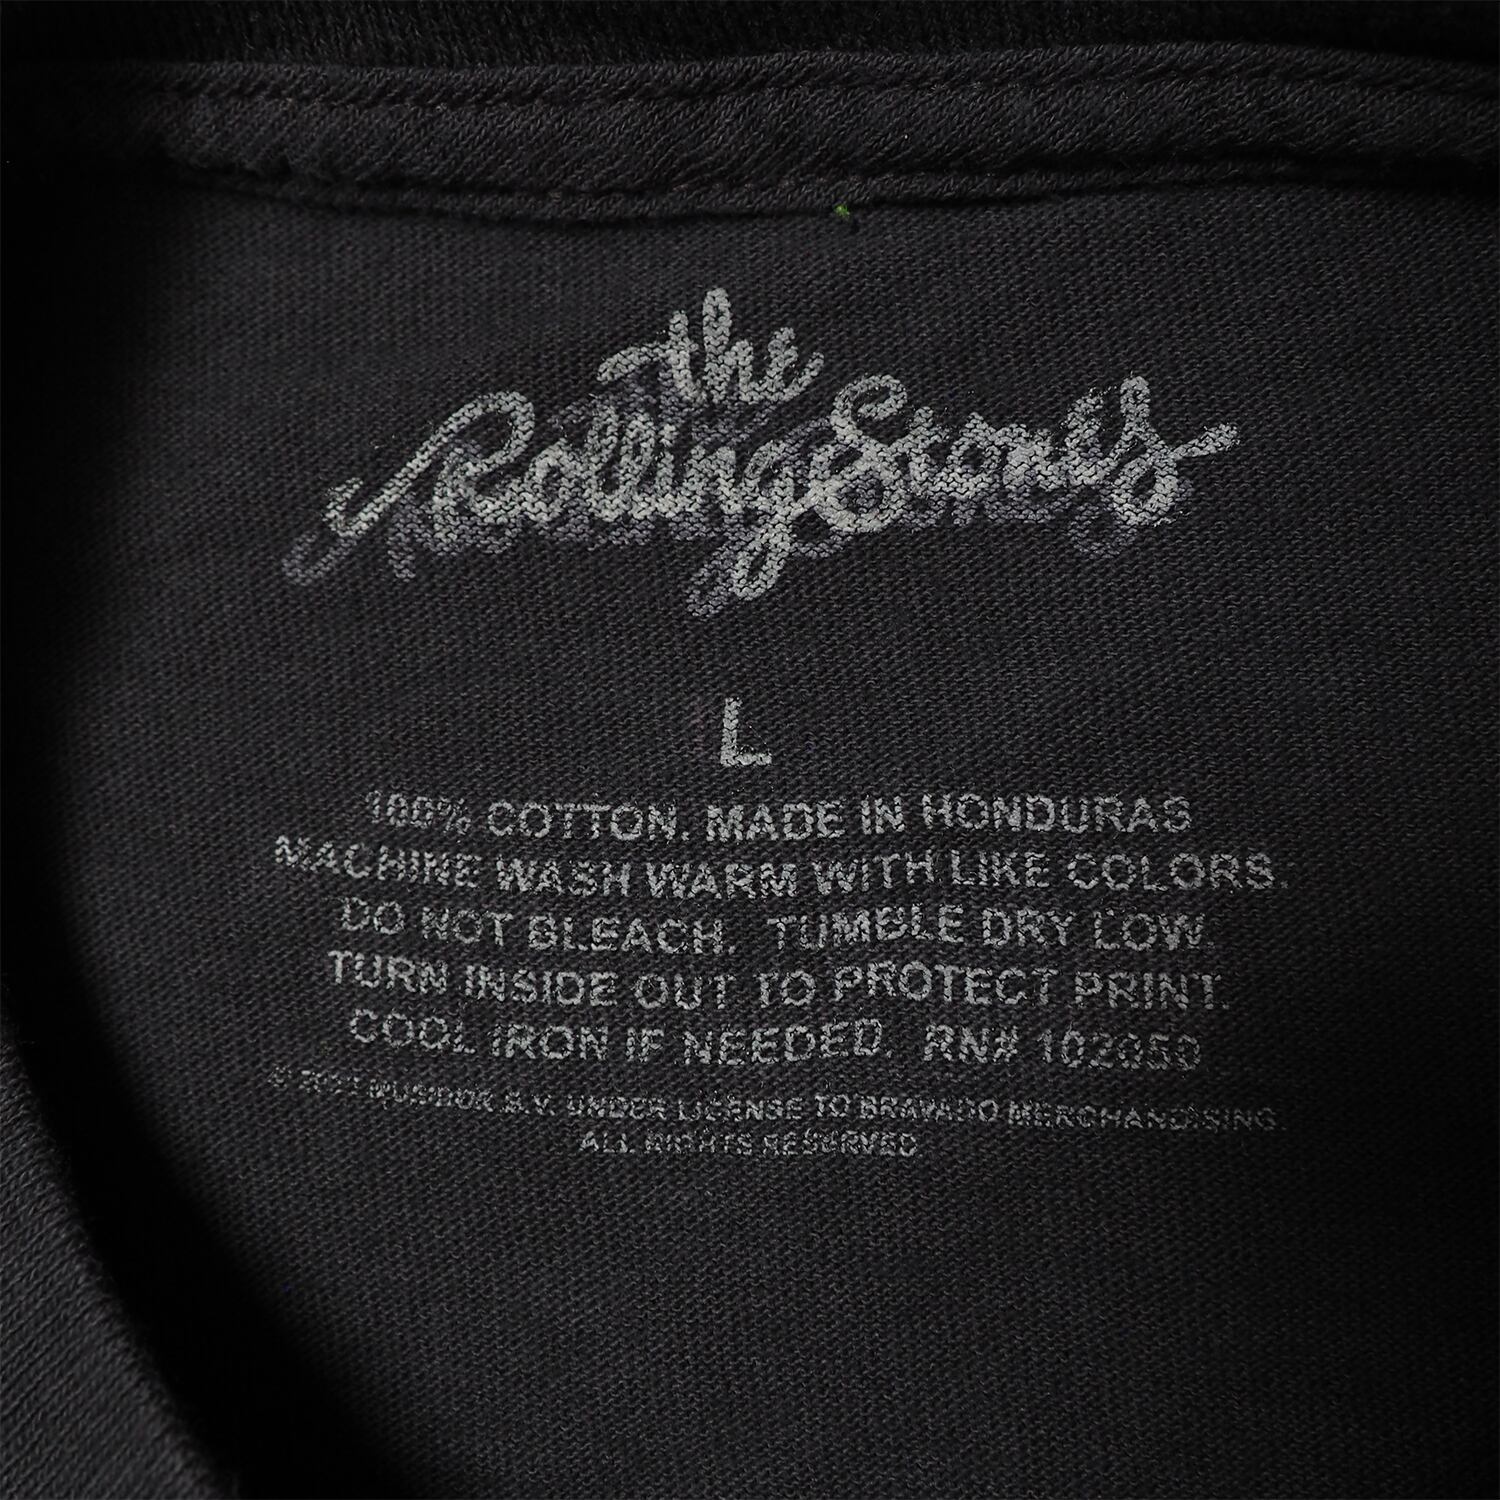 the
Rolling Stones
L
100% COTTON. MADE IN HONDURAS
MACHINE WASH WARM WITH LIKE COLORS.
DO NOT BLEACH. TUMBLE DRY LOW.
TURN INSIDE OUT TO PROTECT PRINT.
COOL IRON IF NEEDED. RN#
© MUSIDOR B.V. UNDER LICENSE TO BRAVADO MERCHANDISING.
ALL RIGHTS RESERVED